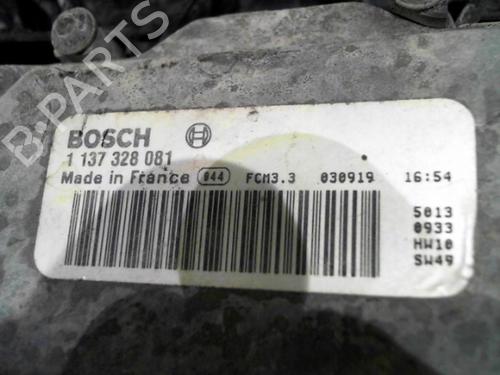 B-PARTS
BOSCH
1 137 328 081
Made in France 044 FCM3.3 030919 16:54
5013
0933
HW10
SW49